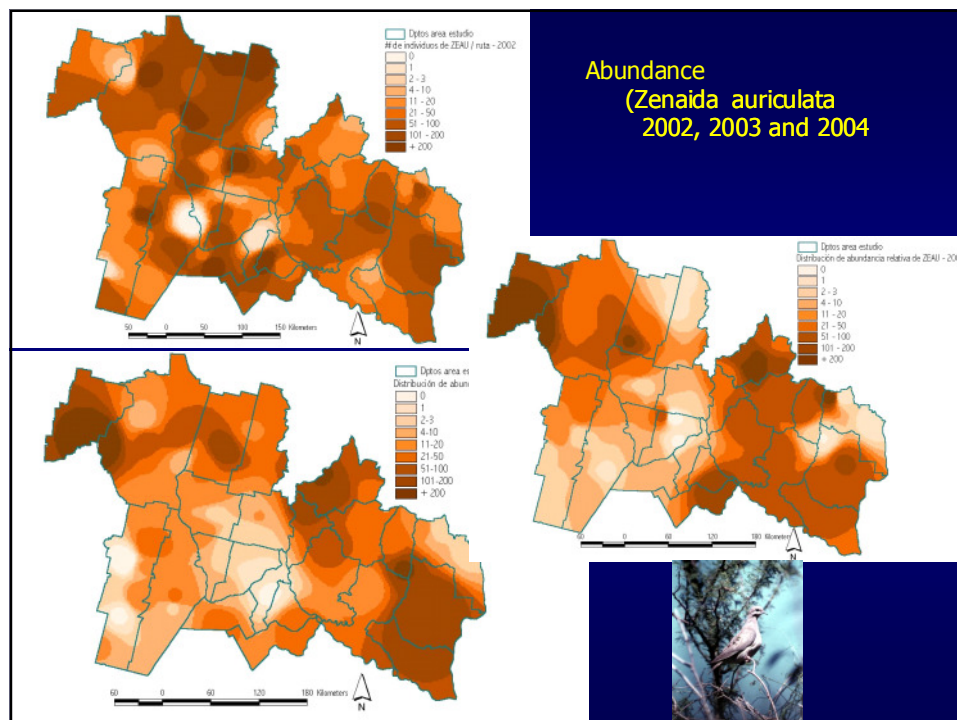 Dptos area estudio
# de individuos de ZEAU / ruta - 2002
0
1
2 - 3
4 - 10
11 - 20
21 - 50
51 - 100
101 - 200
+ 200
50 0 50 100 150 Kilometers
N
Abundance
(Zenaida auriculata
2002, 2003 and 2004
Dptos area estudio
Distribución de abundancia relativa de ZEAU - 200
0
1
2 - 3
4 - 10
11 - 20
21 - 50
51 - 100
101 - 200
+ 200
60 0 60 120 180 Kilometers
N
Dptos area e
Distribución de abun
0
1
2-3
4-10
11-20
21-50
51-100
101-200
+ 200
60 0 60 120 180 Kilometers
N